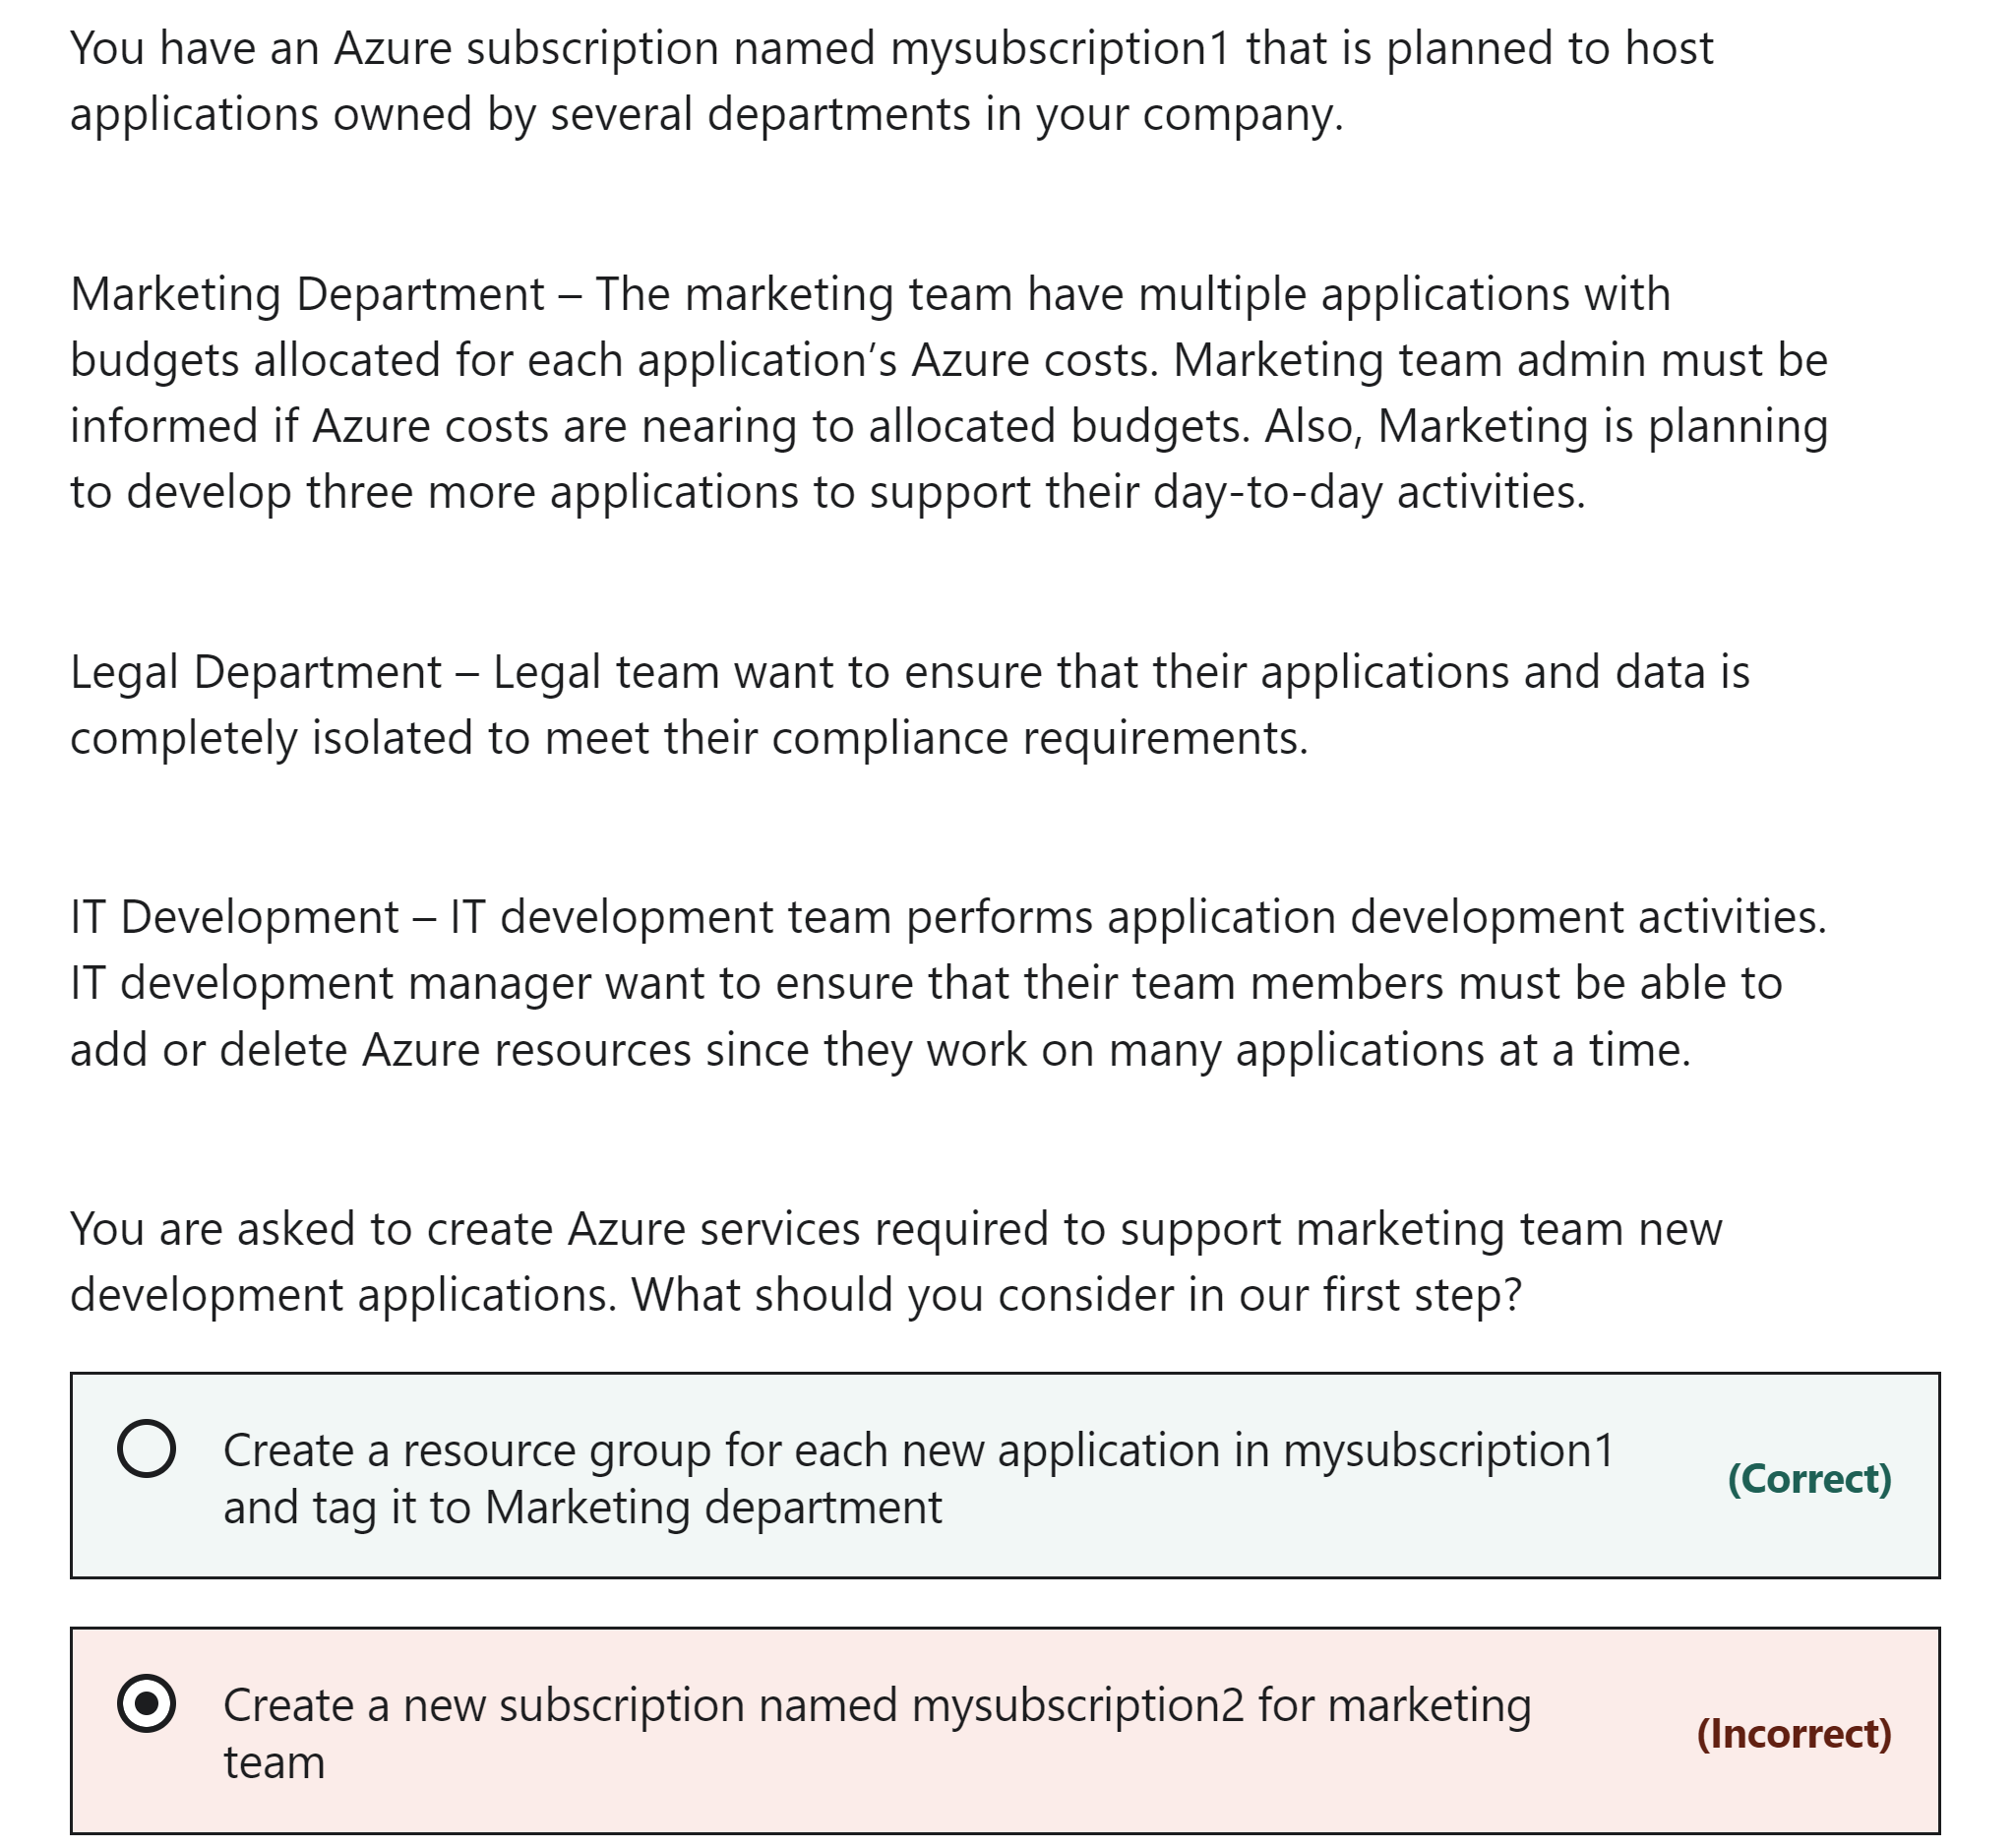 You have an Azure subscription named mysubscription1 that is planned to host
applications owned by several departments in your company.
Marketing Department – The marketing team have multiple applications with
budgets allocated for each application’s Azure costs. Marketing team admin must be
informed if Azure costs are nearing to allocated budgets. Also, Marketing is planning
to develop three more applications to support their day-to-day activities.
Legal Department – Legal team want to ensure that their applications and data is
completely isolated to meet their compliance requirements.
IT Development – IT development team performs application development activities.
IT development manager want to ensure that their team members must be able to
add or delete Azure resources since they work on many applications at a time.
You are asked to create Azure services required to support marketing team new
development applications. What should you consider in our first step?
Create a resource group for each new application in mysubscription1
and tag it to Marketing department
(Correct)
Create a new subscription named mysubscription2 for marketing
team
(Incorrect)